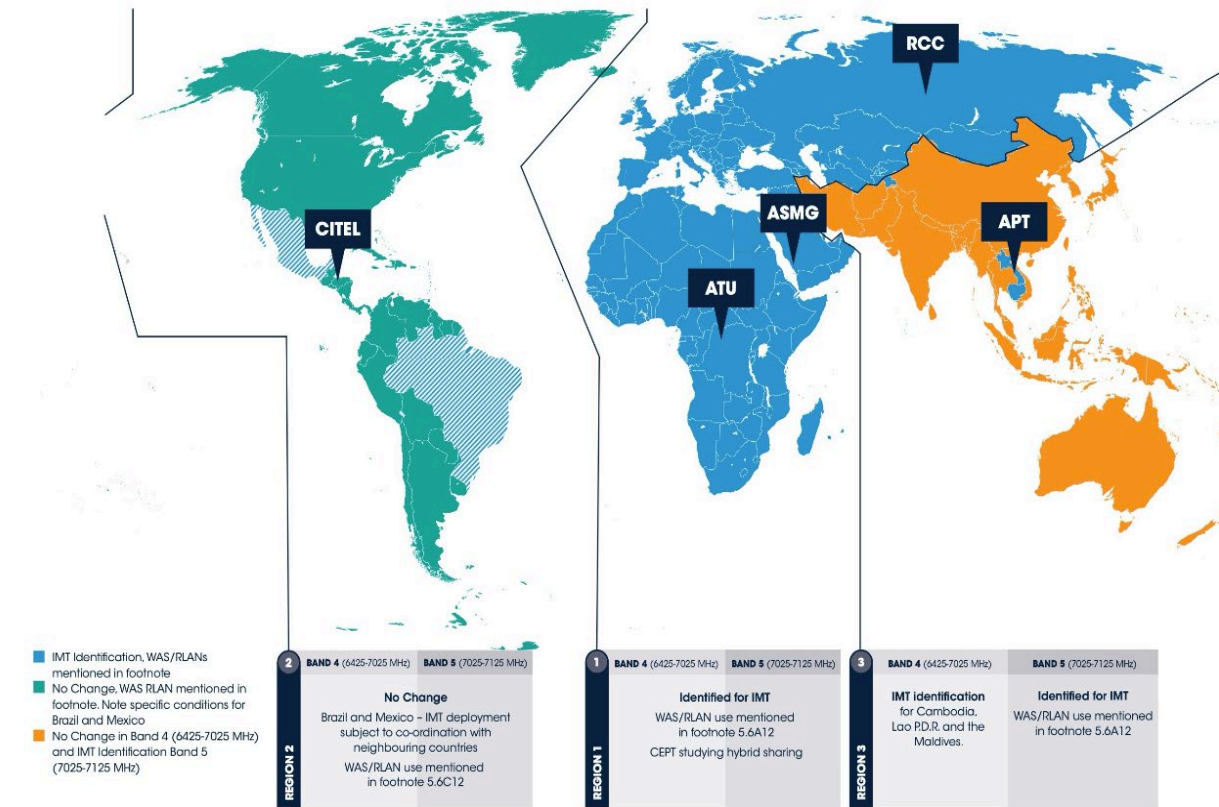 RCC
CITEL
ASMG
APT
ATU
IMT Identification, WAS/RLANs
mentioned in footnote
No Change, WAS RLAN mentioned in
footnote. Note specific conditions for
Brazil and Mexico
No Change in Band 4 (6425-7025 MHz)
and IMT Identification Band 5
(7025-7125 MHz)
2
REGION 2
BAND 4 (6425-7025 MHz)
BAND 5 (7025-7125 MHz)
No Change
Brazil and Mexico – IMT deployment
subject to co-ordination with
neighbouring countries
WAS/RLAN use mentioned
in footnote 5.6C12
1
REGION 1
BAND 4 (6425-7025 MHz)
BAND 5 (7025-7125 MHz)
Identified for IMT
WAS/RLAN use mentioned
in footnote 5.6A12
CEPT studying hybrid sharing
3
REGION 3
BAND 4 (6425-7025 MHz)
BAND 5 (7025-7125 MHz)
IMT identification
for Cambodia,
Lao P.D.R. and the
Maldives.
Identified for IMT
WAS/RLAN use mentioned
in footnote 5.6A12